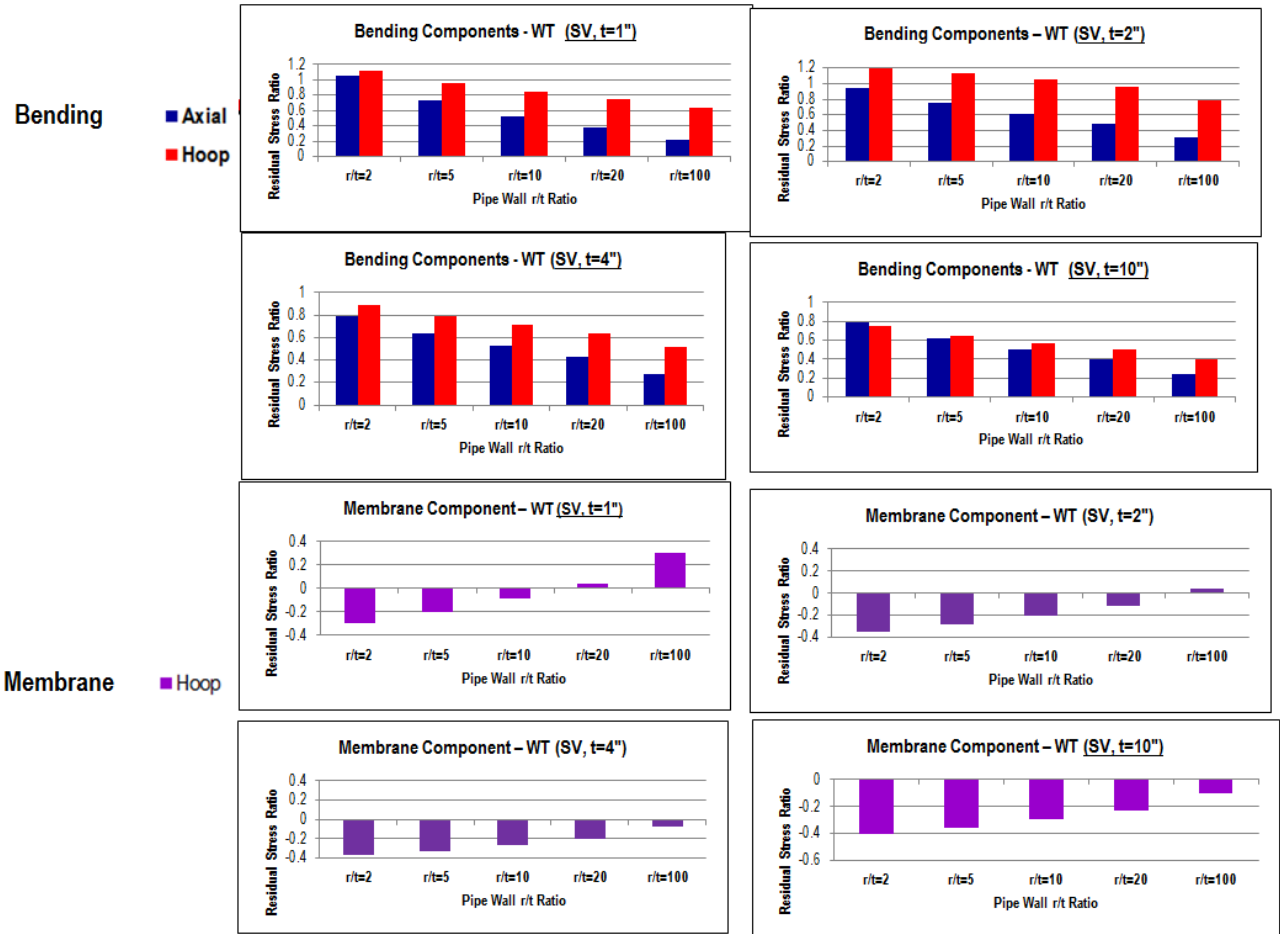 Bending
Axial
Hoop
Bending Components - WT (SV, t=1")
Residual Stress Ratio
1.2
1
0.8
0.6
0.4
0.2
0
r/t=2 r/t=5 r/t=10 r/t=20 r/t=100
Pipe Wall r/t Ratio
Bending Components – WT (SV, t=2")
Residual Stress Ratio
1.2
1
0.8
0.6
0.4
0.2
0
r/t=2 r/t=5 r/t=10 r/t=20 r/t=100
Pipe Wall r/t Ratio
Bending Components - WT (SV, t=4")
Residual Stress Ratio
1
0.8
0.6
0.4
0.2
0
r/t=2 r/t=5 r/t=10 r/t=20 r/t=100
Pipe Wall r/t Ratio
Bending Components - WT (SV, t=10")
Residual Stress Ratio
1
0.8
0.6
0.4
0.2
0
r/t=2 r/t=5 r/t=10 r/t=20 r/t=100
Pipe Wall r/t Ratio
Membrane
Hoop
Membrane Component – WT (SV, t=1")
Residual Stress Ratio
0.4
0.2
0
-0.2
-0.4
r/t=2 r/t=5 r/t=10 r/t=20 r/t=100
Pipe Wall r/t Ratio
Membrane Component – WT (SV, t=2")
Residual Stress Ratio
0.4
0.2
0
-0.2
-0.4
r/t=2 r/t=5 r/t=10 r/t=20 r/t=100
Pipe Wall r/t Ratio
Membrane Component – WT (SV, t=4")
Residual Stress Ratio
0.4
0.2
0
-0.2
-0.4
r/t=2 r/t=5 r/t=10 r/t=20 r/t=100
Pipe Wall r/t Ratio
Membrane Component – WT (SV, t=10")
Residual Stress Ratio
0
-0.2
-0.4
-0.6
r/t=2 r/t=5 r/t=10 r/t=20 r/t=100
Pipe Wall r/t Ratio